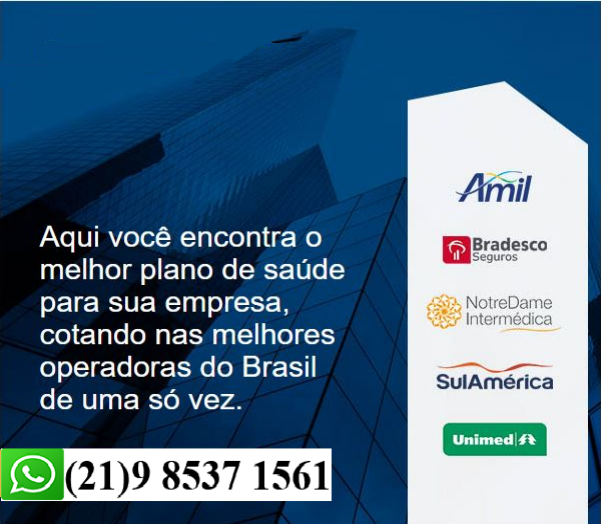 Aqui você encontra o
melhor plano de saúde
para sua empresa,
cotando nas melhores
operadoras do Brasil
de uma só vez.
(21)9 8537 1561
Amil
Bradesco
Seguros
NotreDame
Intermédica
SulAmérica
Unimed